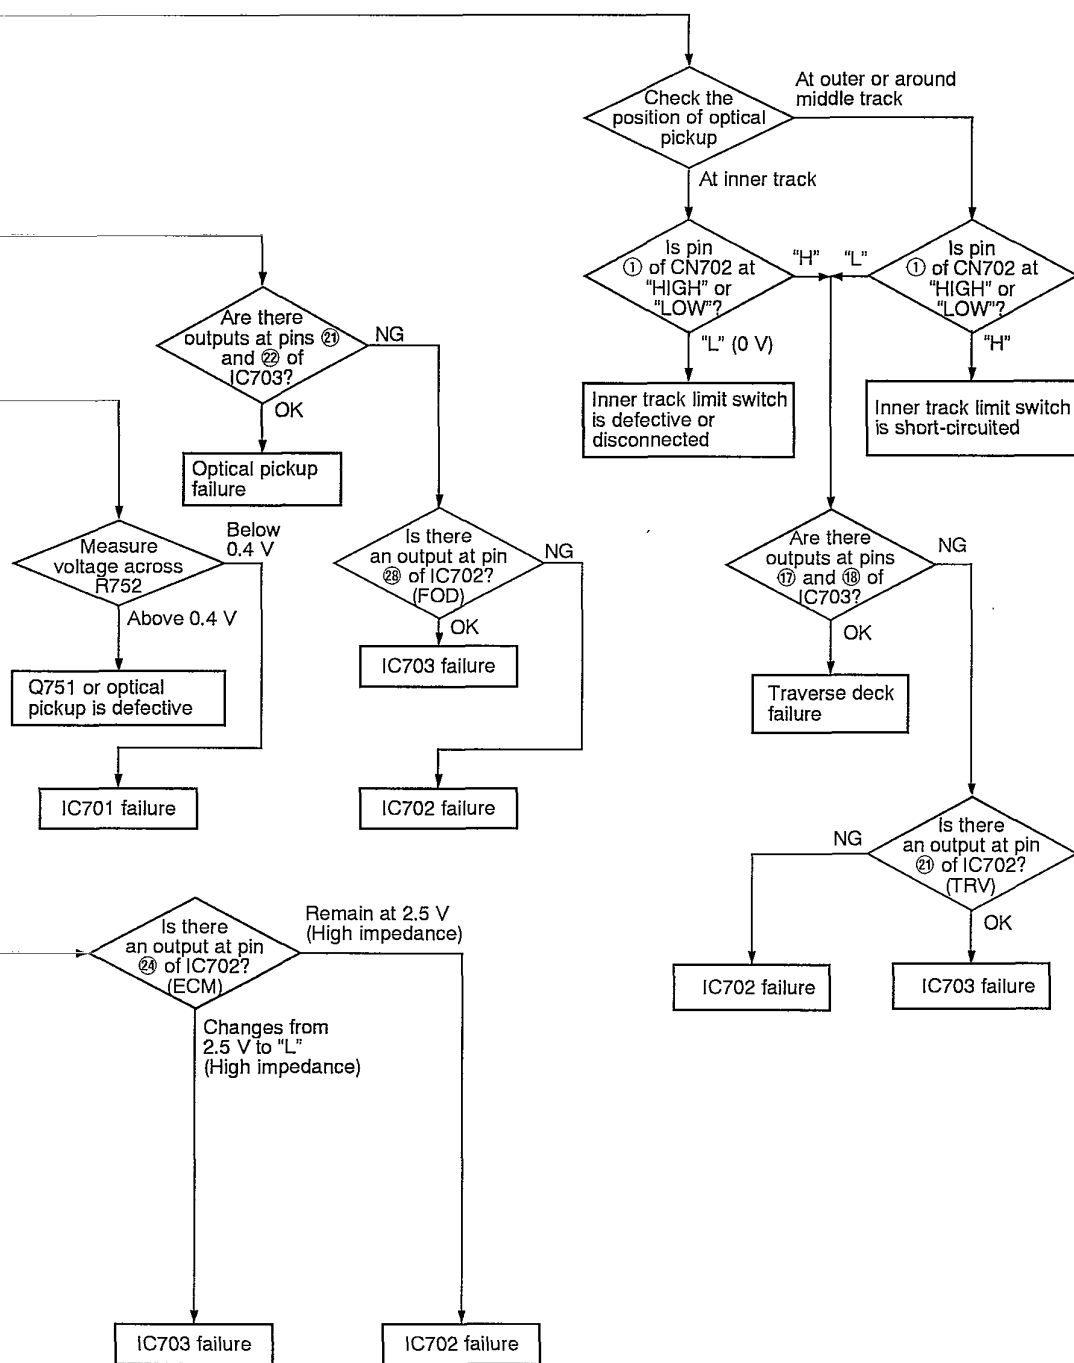 Check the
position of optical
pickup
At outer or around
middle track
At inner track
Is pin
① of CN702 at
“HIGH” or
“LOW”?
“H”
“L”
Is pin
① of CN702 at
“HIGH” or
“LOW”?
“L” (0 V)
“H”
Inner track limit switch
is defective or
disconnected
Inner track limit switch
is short-circuited
Are there
outputs at pins ㉑
and ㉒ of
IC703?
NG
OK
Optical pickup
failure
Measure
voltage across
R752
Below
0.4 V
Above 0.4 V
Q751 or optical
pickup is defective
IC701 failure
Is there
an output at pin
㉘ of IC702?
(FOD)
NG
OK
IC703 failure
IC702 failure
Are there
outputs at pins
⑰ and ⑱ of
IC703?
NG
OK
Traverse deck
failure
Is there
an output at pin
㉑ of IC702?
(TRV)
NG
OK
IC702 failure
IC703 failure
Is there
an output at pin
㉔ of IC702?
(ECM)
Remain at 2.5 V
(High impedance)
Changes from
2.5 V to “L”
(High impedance)
IC703 failure
IC702 failure